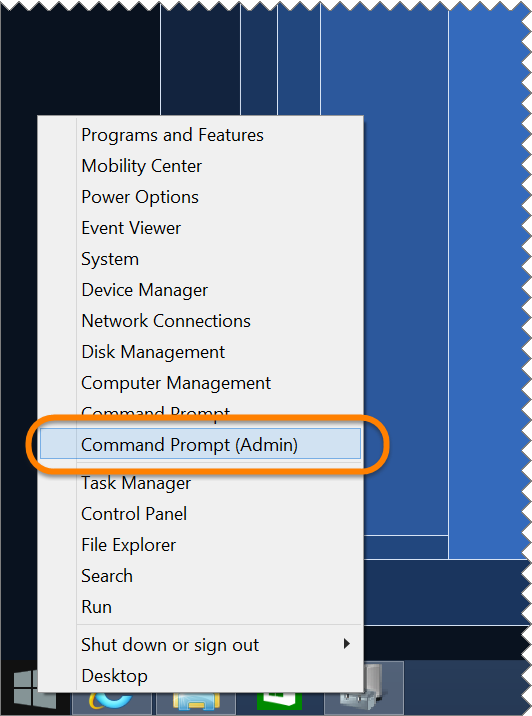 Programs and Features
Mobility Center
Power Options
Event Viewer
System
Device Manager
Network Connections
Disk Management
Computer Management
Command Prompt
Command Prompt (Admin)
Task Manager
Control Panel
File Explorer
Search
Run
Shut down or sign out
Desktop